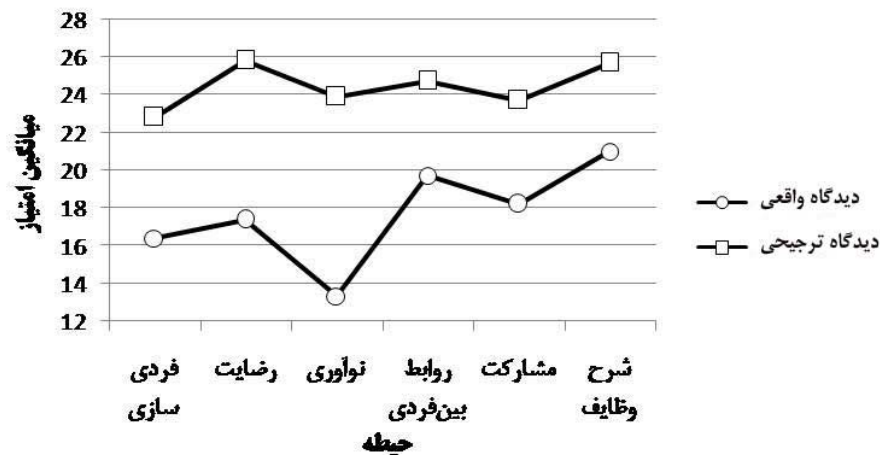 میانگین امتیاز
28
26
24
22
20
18
16
14
12
فردی سازی
رضایت
نوآوری
روابط بین‌فردی
مشارکت
شرح وظایف
حیطه
دیدگاه واقعی
دیدگاه ترجیحی